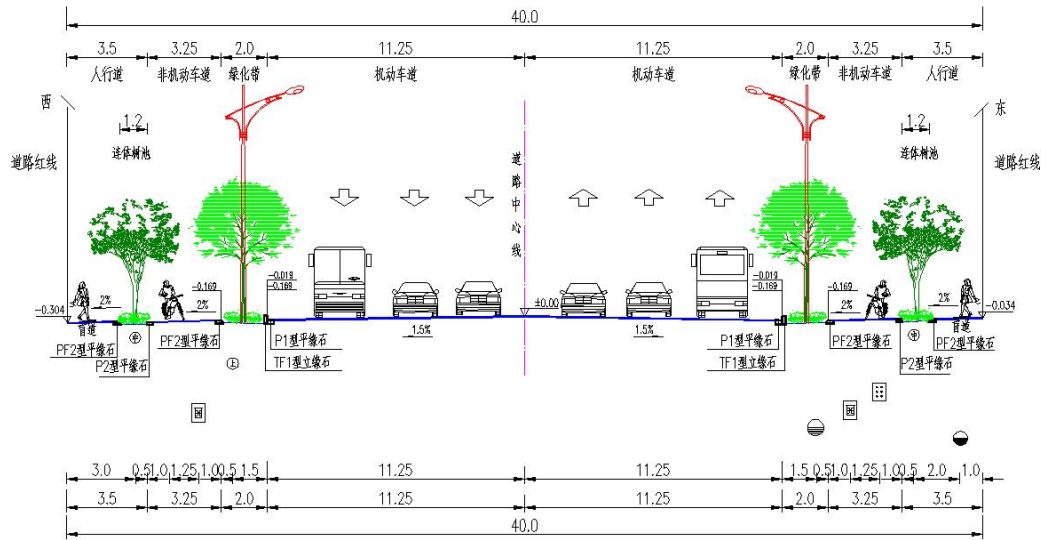 40.0
3.5 3.25 2.0 11.25 11.25 2.0 3.25 3.5
人行道 非机动车道 绿化带 机动车道 机动车道 绿化带 非机动车道 人行道
西 东
1.2 1.2
连体树池 连体树池
道路红线 道路红线
道路中心线
-0.019 -0.019
-0.169 -0.169 -0.169 -0.169
-0.304 2% 2% ±0.00 2% 2% -0.034
盲道 1.5% 1.5% 盲道
PF2型平缘石 P1型平缘石 P1型平缘石 PF2型平缘石 PF2型平缘石
P2型平缘石 TF1型立缘石 TF1型立缘石 P2型平缘石
3.0 0.5 1.0 1.25 1.0 0.5 1.5 11.25 11.25 1.5 0.5 1.0 1.25 1.0 0.5 2.0 1.0
3.5 3.25 2.0 11.25 11.25 2.0 3.25 3.5
40.0